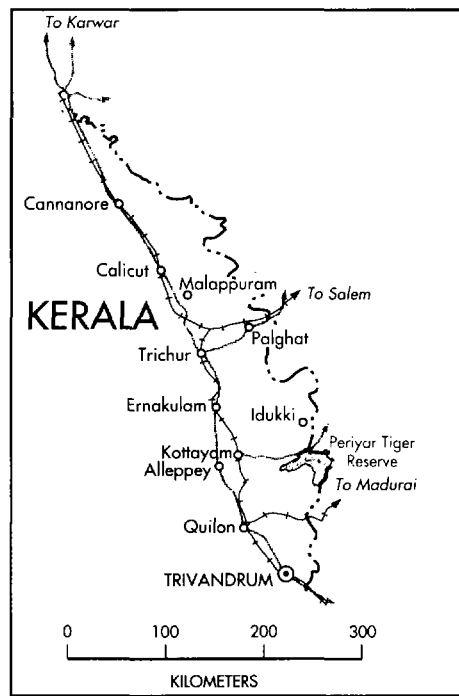 To Karwar
Cannanore
Calicut
Malappuram
KERALA
To Salem
Palghat
Trichur
Ernakulam
Idukki
Kottayam
Periyar Tiger
Reserve
Alleppey
To Madurai
Quilon
TRIVANDRUM
0 100 200 300
KILOMETERS